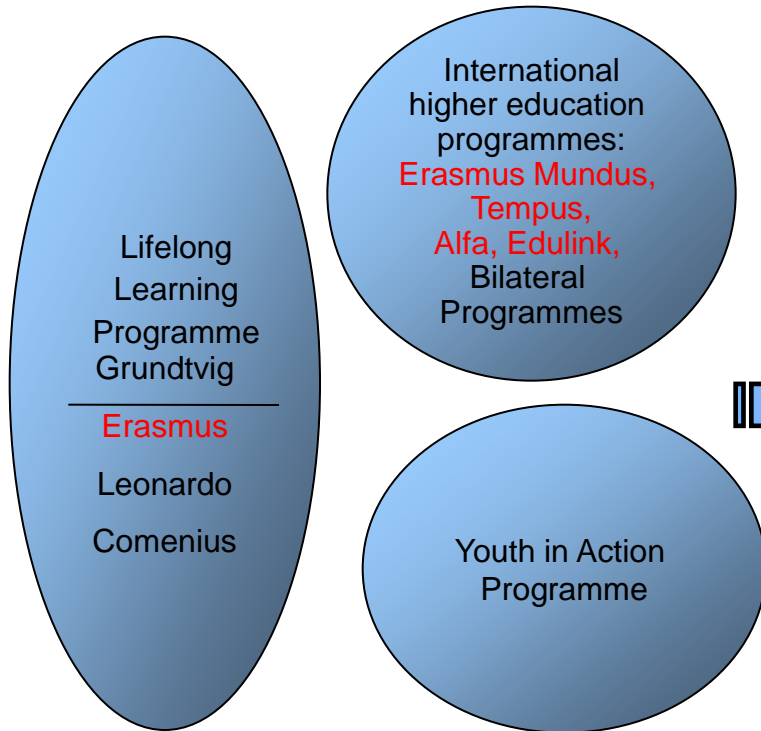 Lifelong
Learning
Programme
Grundtvig
Erasmus
Leonardo
Comenius
International
higher education
programmes:
Erasmus Mundus,
Tempus,
Alfa, Edulink,
Bilateral
Programmes
Youth in Action
Programme